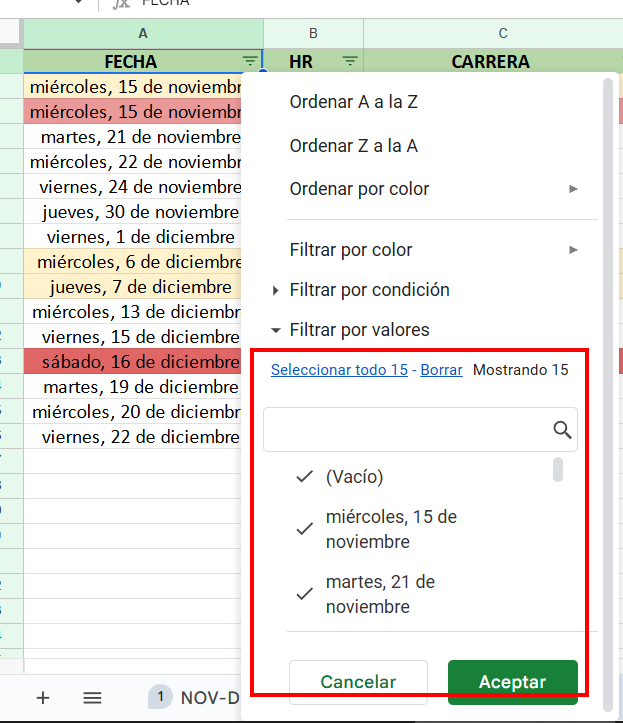 FECHA
A B C
FECHA HR CARRERA
miércoles, 15 de noviembr
miércoles, 15 de noviembr
martes, 21 de noviembre
miércoles, 22 de noviembr
viernes, 24 de noviembre
jueves, 30 de noviembre
viernes, 1 de diciembre
miércoles, 6 de diciembre
jueves, 7 de diciembre
miércoles, 13 de diciembr
viernes, 15 de diciembre
sábado, 16 de diciembre
martes, 19 de diciembre
miércoles, 20 de diciembr
viernes, 22 de diciembre
Ordenar A a la Z
Ordenar Z a la A
Ordenar por color
Filtrar por color
Filtrar por condición
Filtrar por valores
Seleccionar todo 15 - Borrar Mostrando 15
(Vacío)
miércoles, 15 de
noviembre
martes, 21 de
noviembre
Cancelar Aceptar
1 NOV-D